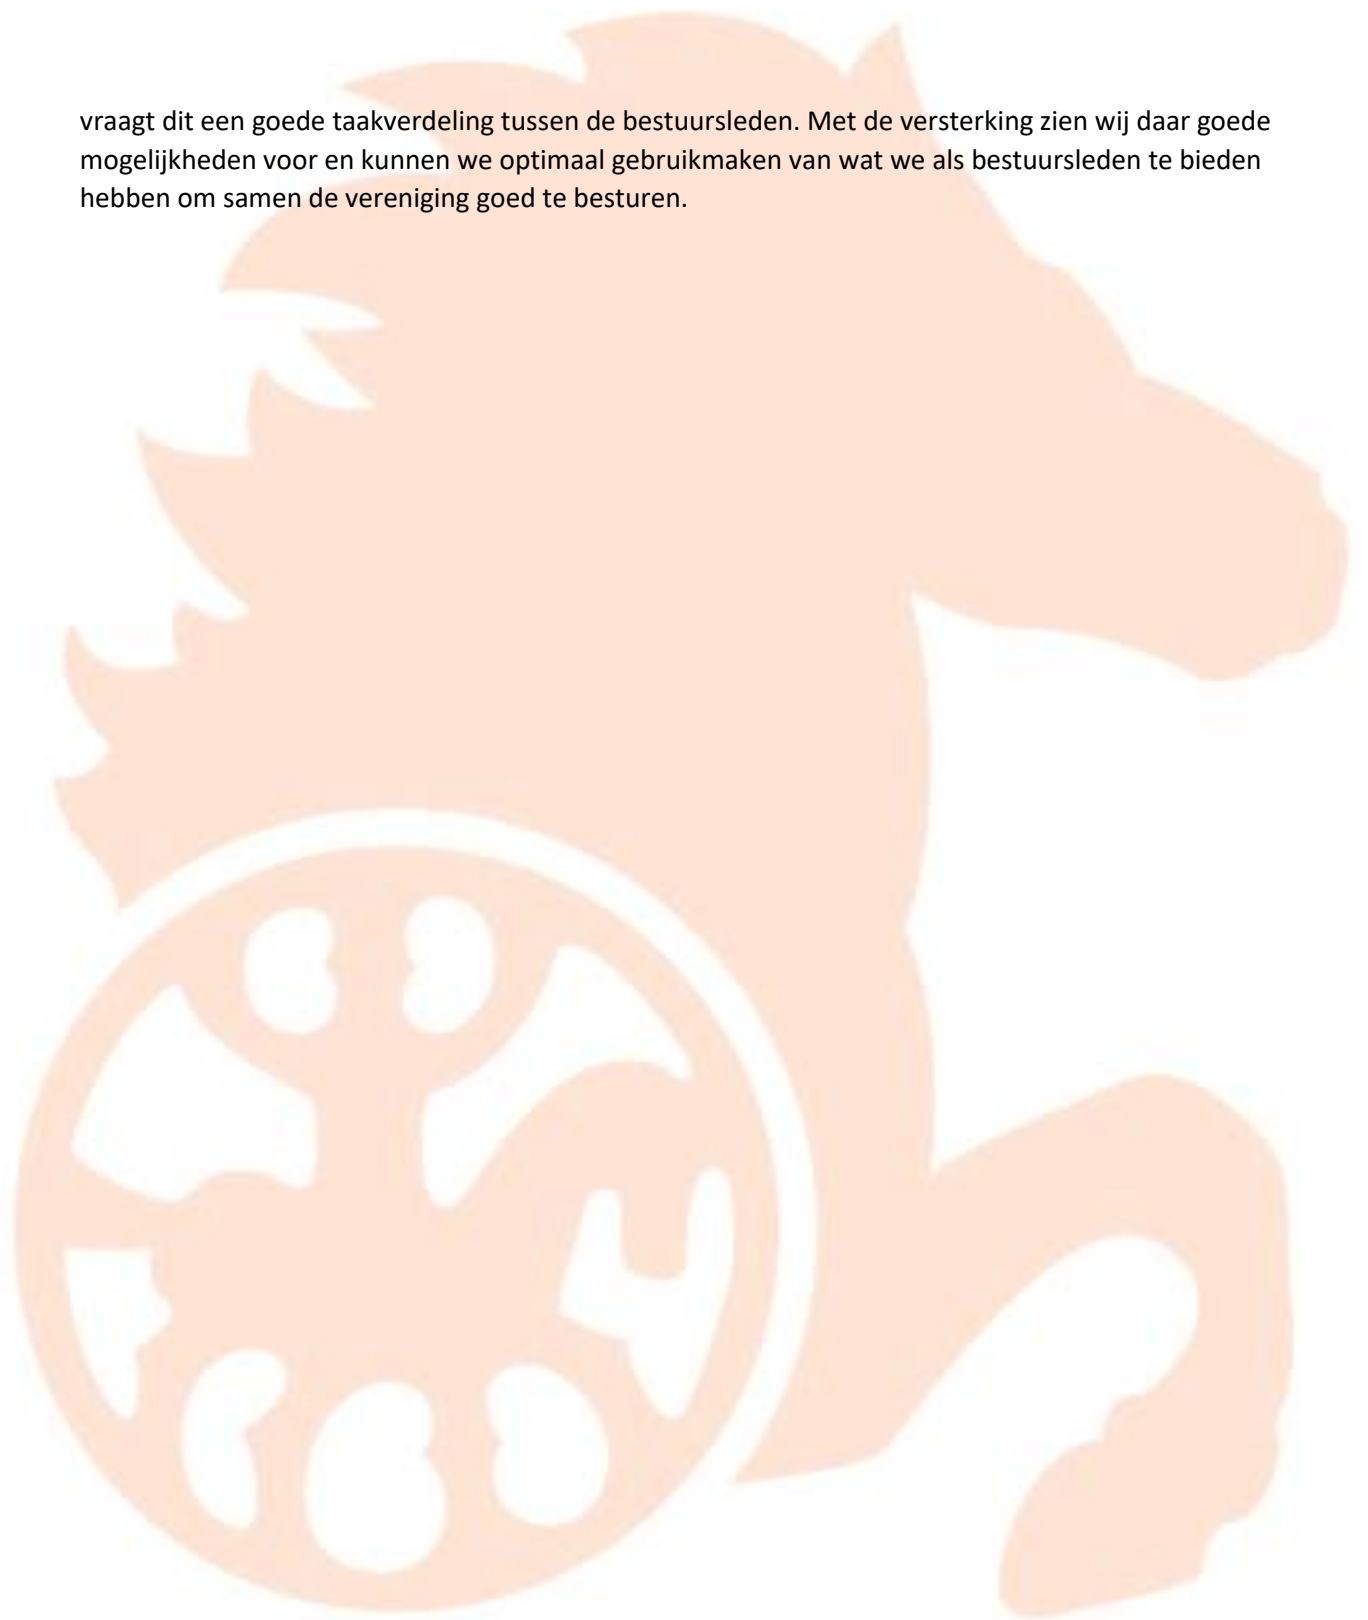 vraagt dit een goede taakverdeling tussen de bestuursleden. Met de versterking zien wij daar goede
mogelijkheden voor en kunnen we optimaal gebruikmaken van wat we als bestuursleden te bieden
hebben om samen de vereniging goed te besturen.